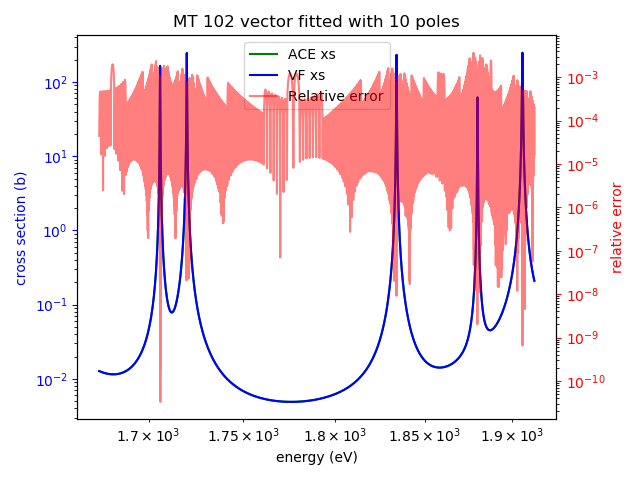 MT 102 vector fitted with 10 poles
ACE xs
VF xs
Relative error
10²
10¹
10⁰
10⁻¹
10⁻²
cross section (b)
10⁻³
10⁻⁴
10⁻⁵
10⁻⁶
10⁻⁷
10⁻⁸
10⁻⁹
10⁻¹⁰
relative error
1.7 × 10³ 1.75 × 10³ 1.8 × 10³ 1.85 × 10³ 1.9 × 10³
energy (eV)